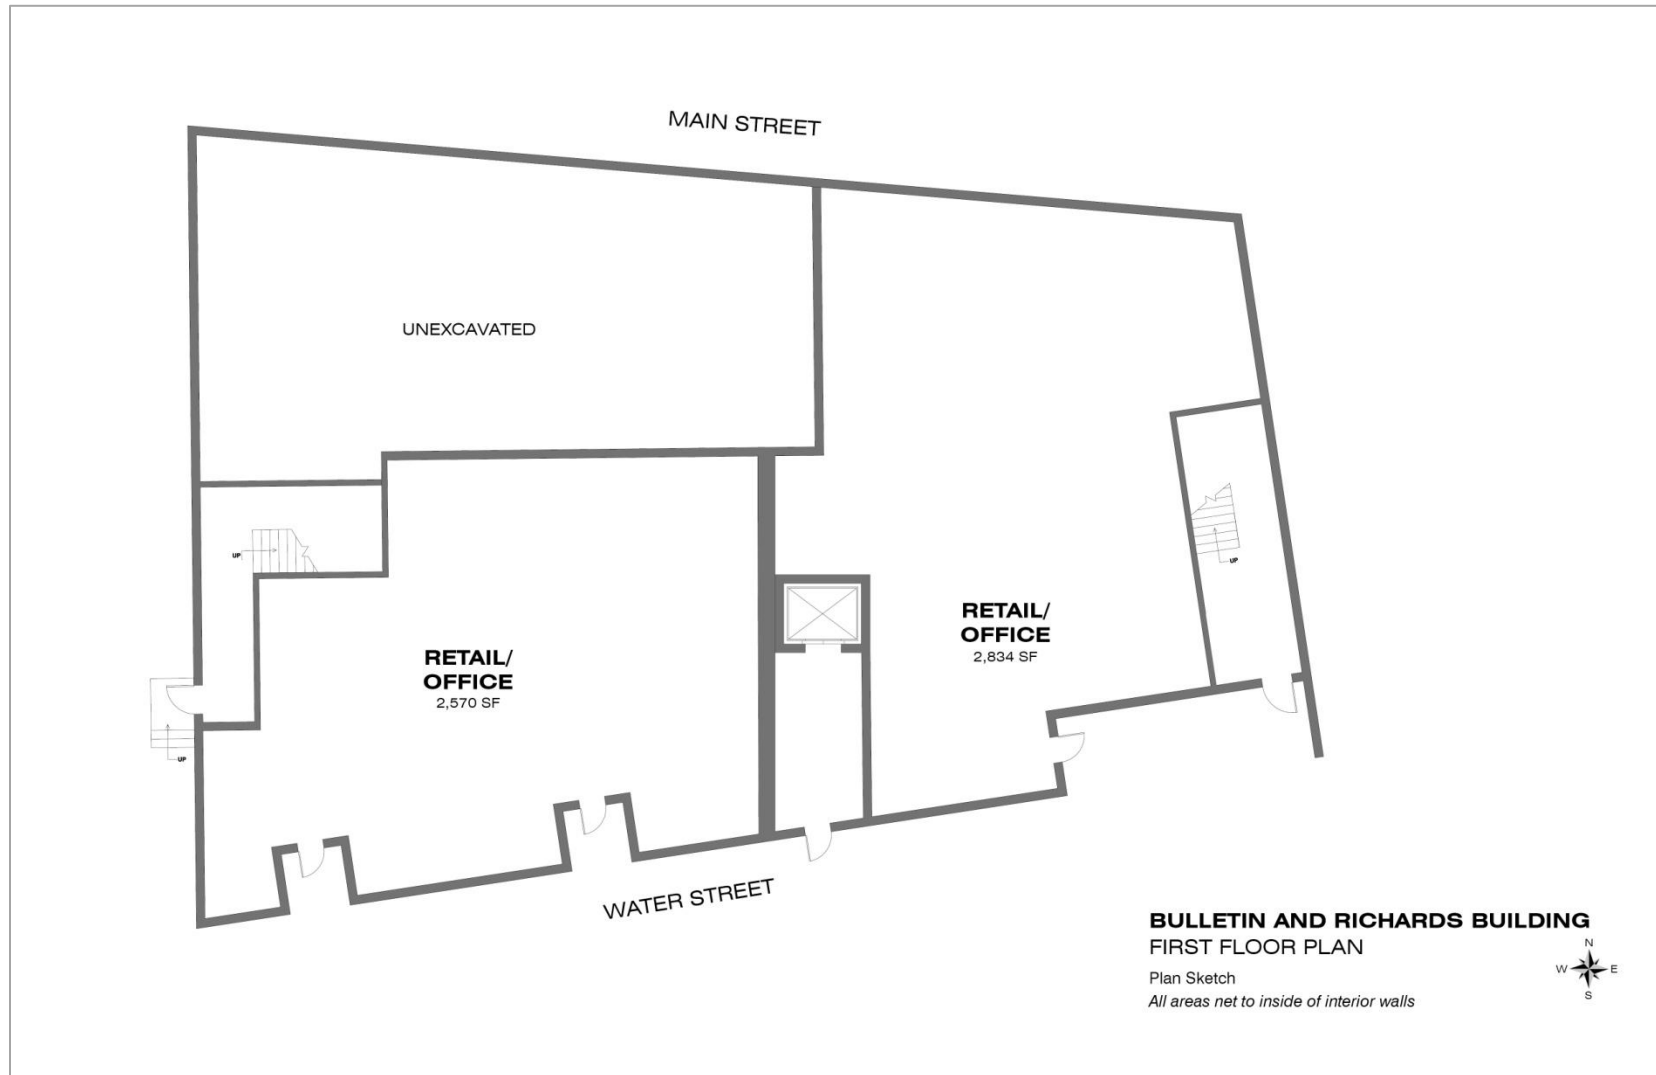 MAIN STREET
UNEXCAVATED
UP
UP
RETAIL/
OFFICE
2,834 SF
RETAIL/
OFFICE
2,570 SF
UP
WATER STREET
BULLETIN AND RICHARDS BUILDING
FIRST FLOOR PLAN
Plan Sketch
All areas net to inside of interior walls
N
W E
S